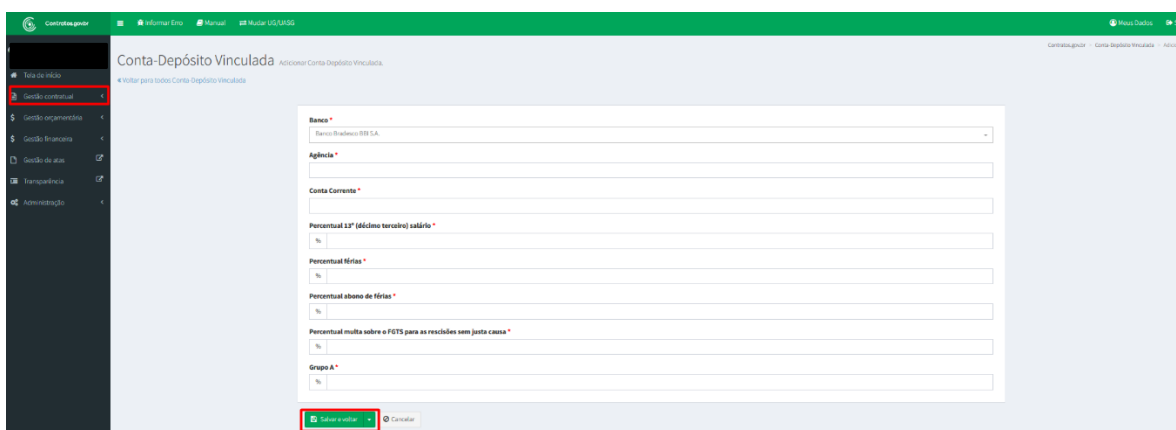 Contratos.gov.br
Informar Erro
Manual
Mudar UG/UASG
Meus Dados
Contratos.gov.br > Conta-Depósito Vinculada >
Conta-Depósito Vinculada Adicionar Conta-Depósito Vinculada.
Voltar para todos Conta-Depósito Vinculada
Tela de início
Gestão contratual
Gestão orçamentária
Gestão financeira
Gestão de atas
Transparência
Administração
Banco *
Banco Bradesco BBI S.A.
Agência *
Conta Corrente *
Percentual 13º (décimo terceiro) salário *
%
Percentual férias *
%
Percentual abono de férias *
%
Percentual multa sobre o FGTS para as rescisões sem justa causa *
%
Grupo A *
%
Salvar e voltar
Cancelar